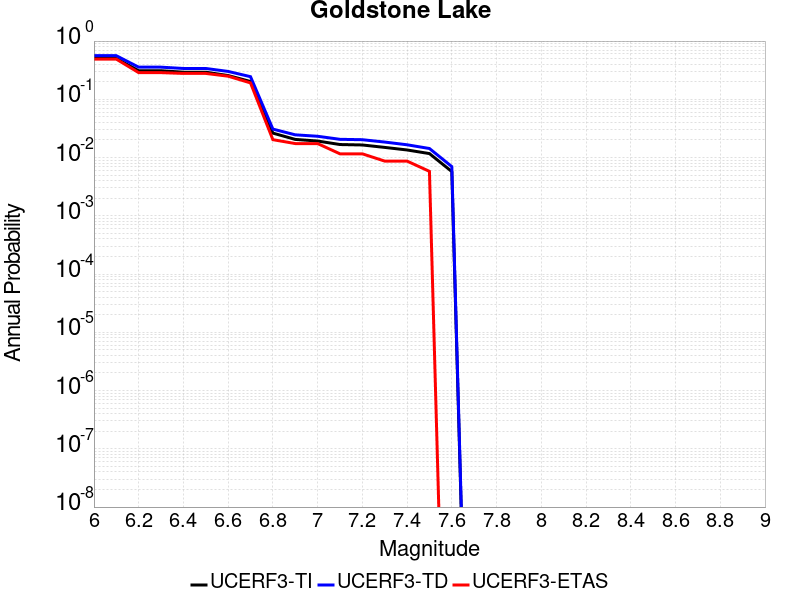 Goldstone Lake
10^0
10^-1
10^-2
10^-3
10^-4
10^-5
10^-6
10^-7
10^-8
Annual Probability
6 6.2 6.4 6.6 6.8 7 7.2 7.4 7.6 7.8 8 8.2 8.4 8.6 8.8 9
Magnitude
UCERF3-TI UCERF3-TD UCERF3-ETAS